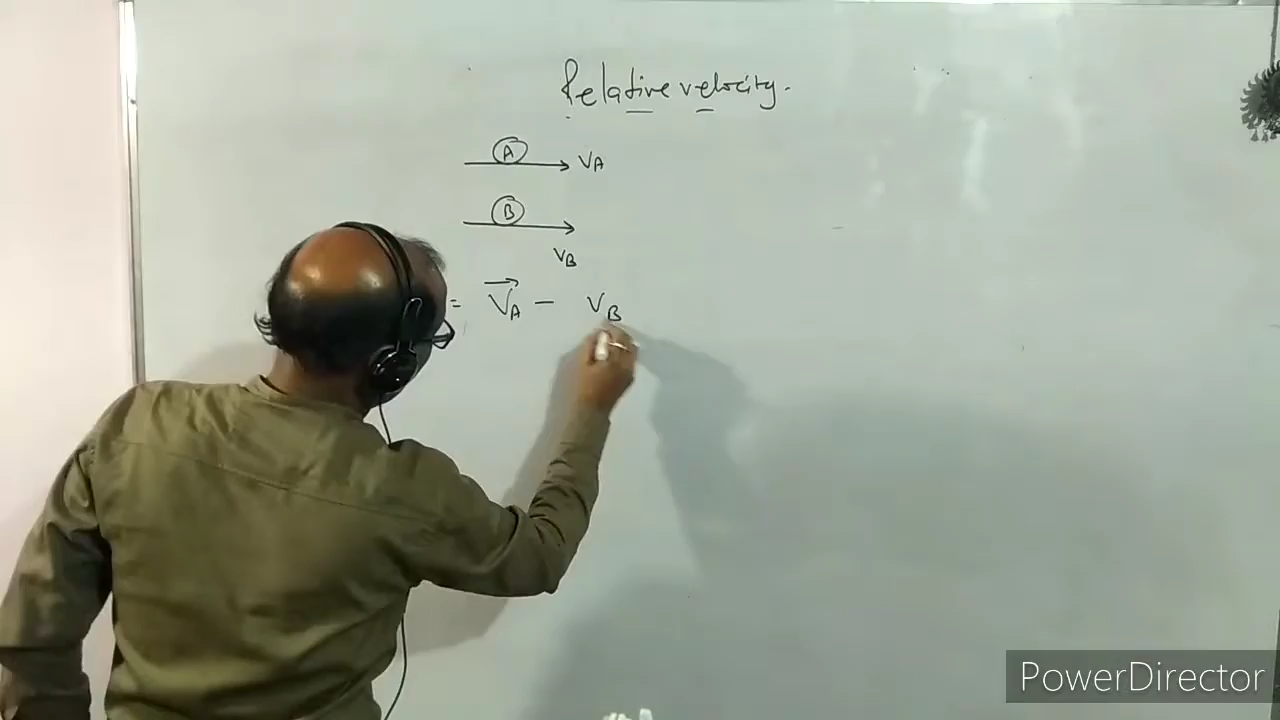 Relative velocity.
A VA
B
VB
= V⃗A - VB
PowerDirector